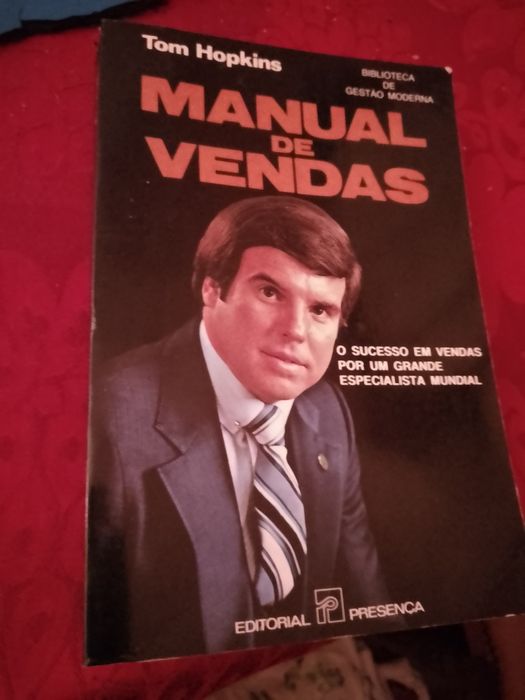 Tom Hopkins
BIBLIOTECA
DE
GESTÃO MODERNA
MANUAL
DE
VENDAS
O SUCESSO EM VENDAS
POR UM GRANDE
ESPECIALISTA MUNDIAL
EDITORIAL PRESENÇA